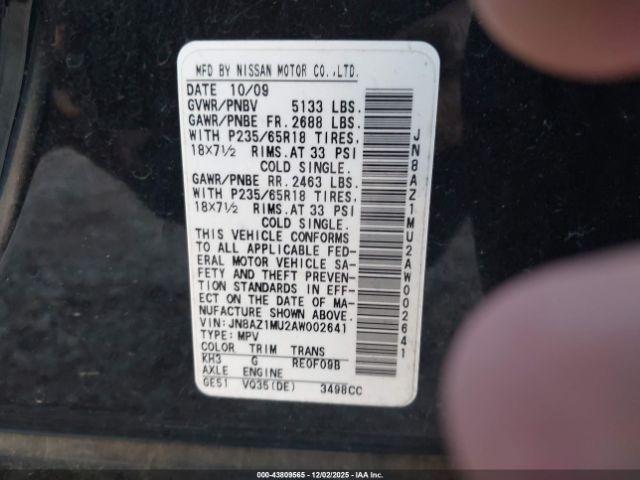 MFD BY NISSAN MOTOR CO.,LTD.
DATE 10/09
GVWR/PNBV 5133 LBS.
GAWR/PNBE FR. 2688 LBS.
WITH P235/65R18 TIRES,
18X7½ RIMS.AT 33 PSI
COLD SINGLE.
GAWR/PNBE RR. 2463 LBS.
WITH P235/65R18 TIRES,
18X7½ RIMS.AT 33 PSI
COLD SINGLE.
THIS VEHICLE CONFORMS
TO ALL APPLICABLE FED-
ERAL MOTOR VEHICLE SA-
FETY AND THEFT PREVEN-
TION STANDARDS IN EFF-
ECT ON THE DATE OF MA-
NUFACTURE SHOWN ABOVE.
VIN: JN8AZ1MU2AW002641
TYPE: MPV
COLOR TRIM TRANS
KH3 G RE0F09B
AXLE ENGINE
GE51 VQ35(DE) 3498CC
JN8AZ1MU2AW002641
000-43809565 - 12/02/2025 - IAAI.COM